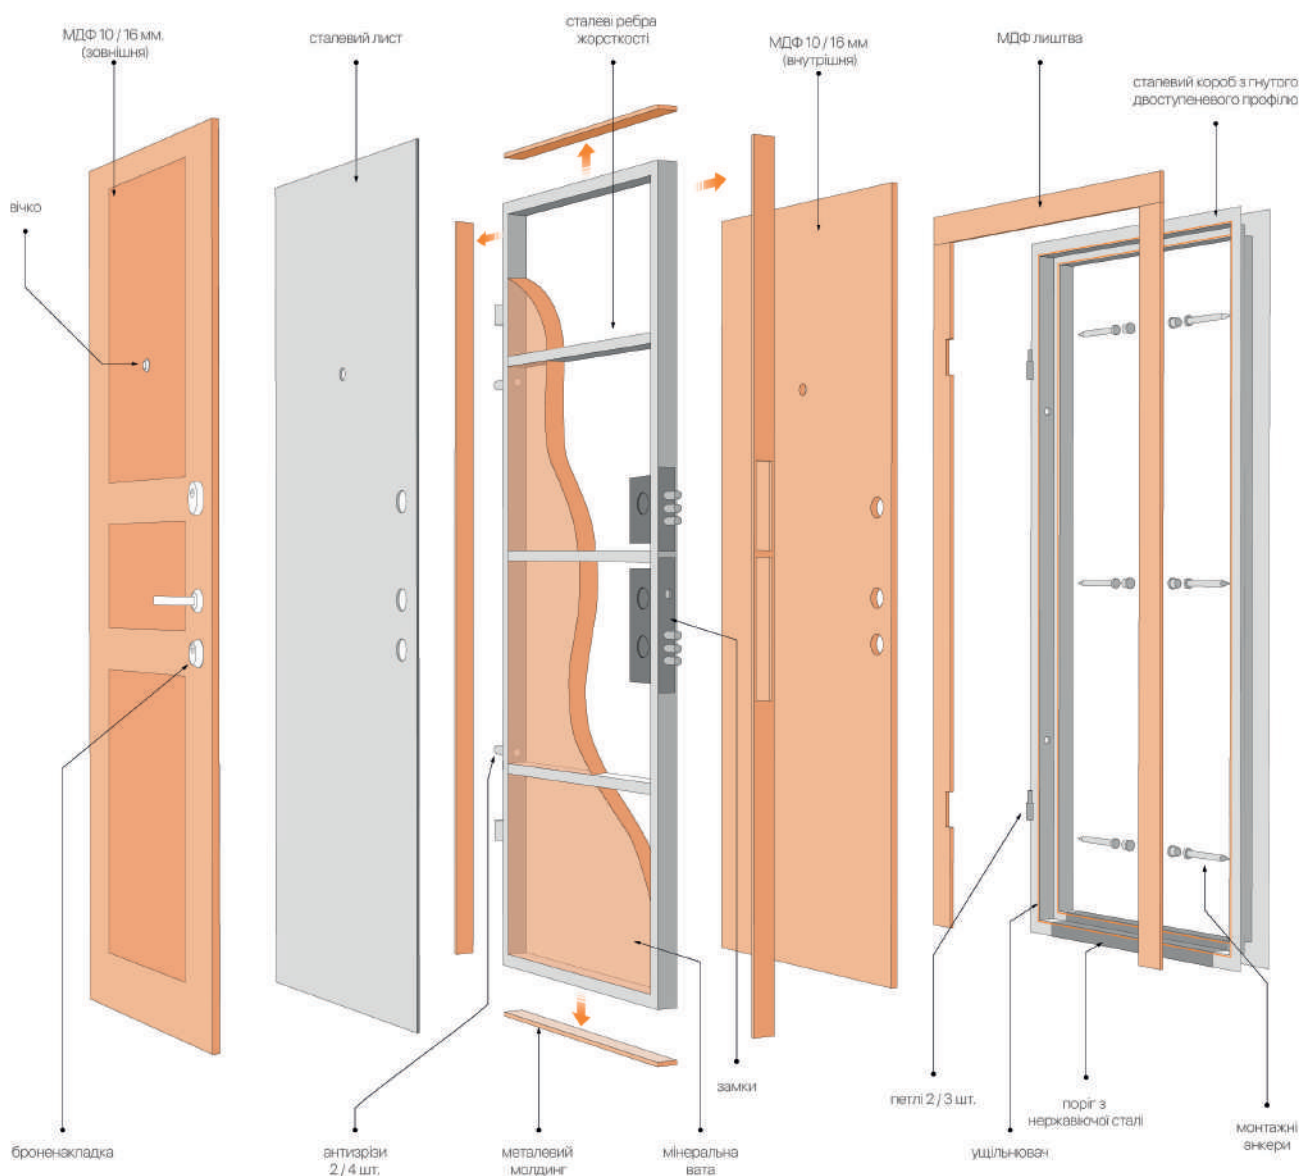 МДФ 10 / 16 мм.
(зовнішня)
сталевий лист
сталеві ребра
жорсткості
МДФ 10 / 16 мм
(внутрішня)
МДФ лиштва
сталевий короб з гнутого
двоступеневого профілю
вічко
замки
петлі 2 / 3 шт.
поріг з
нержавіючої сталі
монтажні
анкери
броненакладка
антизрізи
2 / 4 шт.
металевий
молдинг
мінеральна
вата
ущільнювач